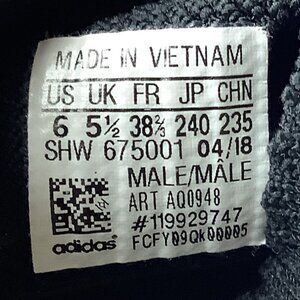 MADE IN VIETNAM
US UK FR JP CHN
6 5½ 38⅔ 240 235
SHW 675001 04/18
MALE/MÂLE
ART AQ0948
#119929747
adidas FCFY09QK00005